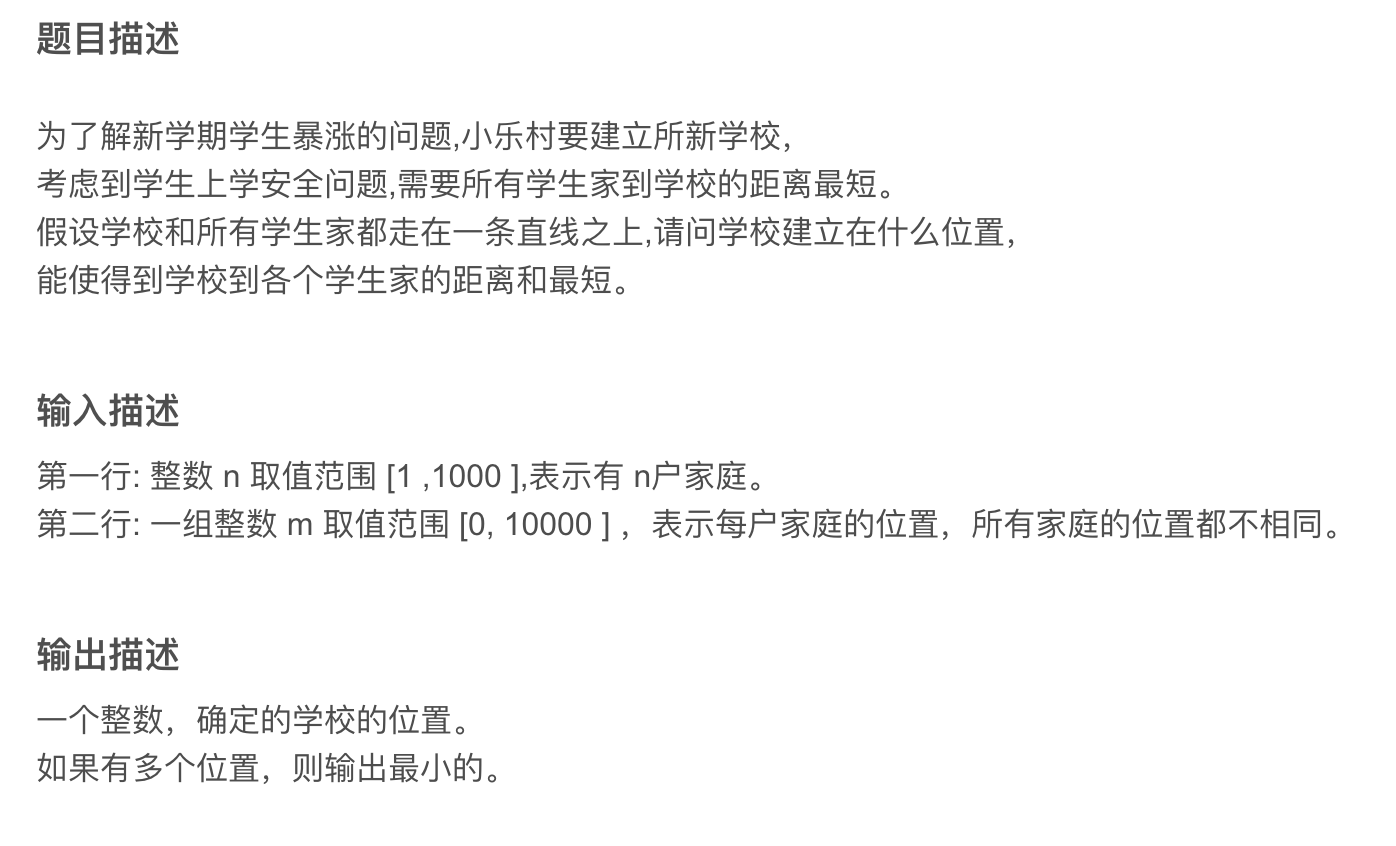 题目描述
为了解新学期学生暴涨的问题,小乐村要建立所新学校，
考虑到学生上学安全问题,需要所有学生家到学校的距离最短。
假设学校和所有学生家都走在一条直线之上,请问学校建立在什么位置，
能使得到学校到各个学生家的距离和最短。
输入描述
第一行: 整数 n 取值范围 [1 ,1000 ],表示有 n户家庭。
第二行: 一组整数 m 取值范围 [0, 10000 ] ，表示每户家庭的位置，所有家庭的位置都不相同。
输出描述
一个整数，确定的学校的位置。
如果有多个位置，则输出最小的。